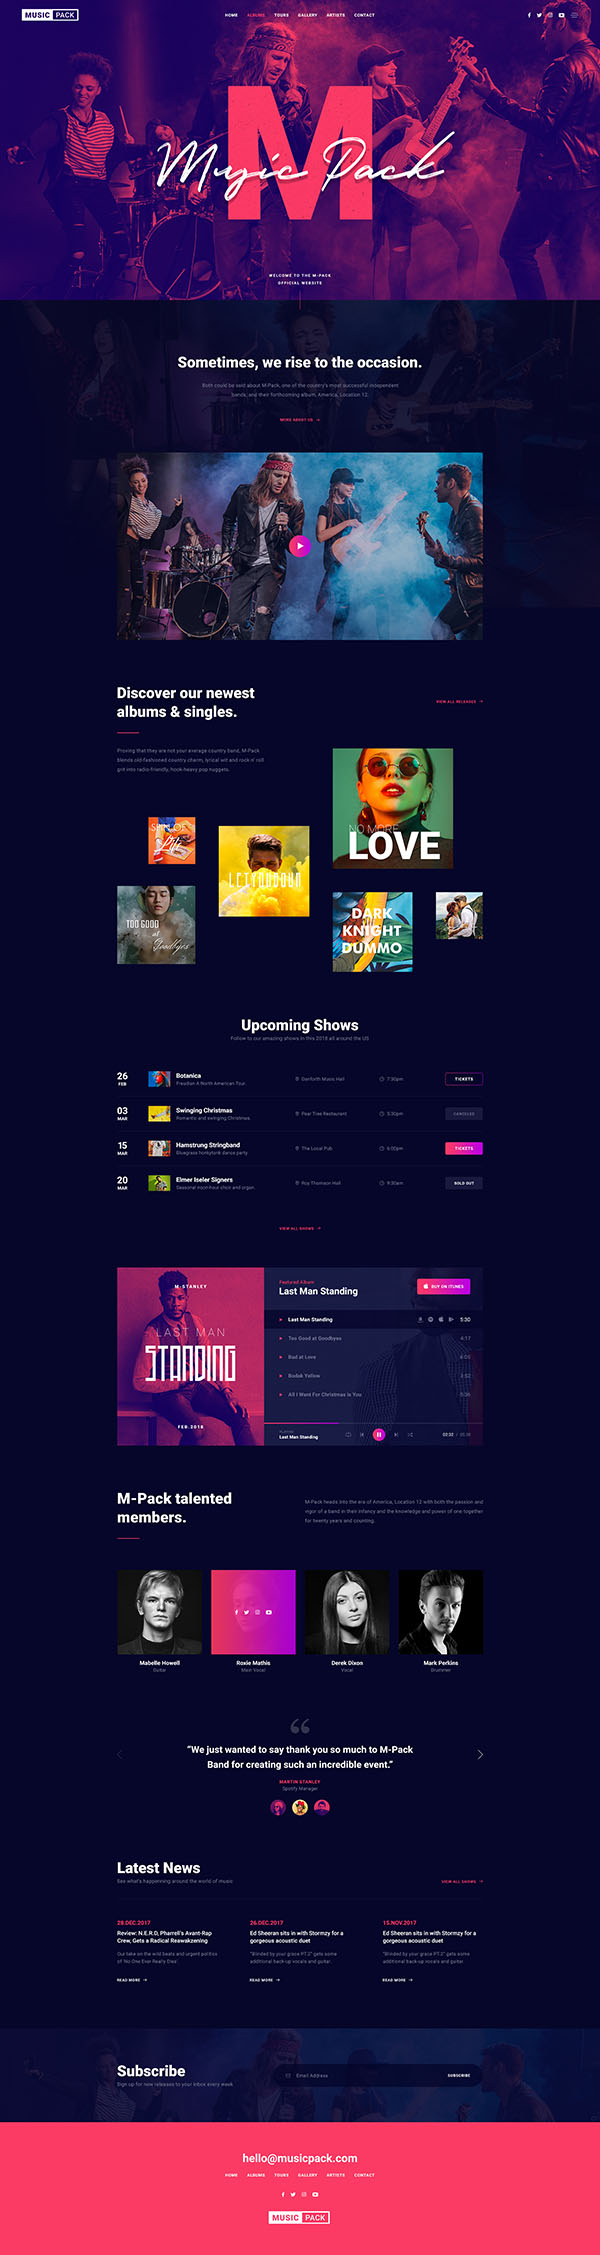 MUSIC PACK
HOME ALBUMS TOURS GALLERY ARTISTS CONTACT
M
Music Pack
WELCOME TO THE M-PACK
OFFICIAL WEBSITE
Sometimes, we rise to the occasion.
Both could be said about M-Pack, one of the country's most successful independent
bands, and their forthcoming album, America, Location 12.
MORE ABOUT US
Discover our newest
albums & singles.
VIEW ALL RELEASES
Proving that they are not your average country band, M-Pack
blends old-fashioned country charm, lyrical wit and rock n' roll
grit into radio-friendly, hook-heavy pop nuggets.
NO MORE
LOVE
Life
TOO GOOD
at
Goodbyes
DARK
KNIGHT
DUMMO
Upcoming Shows
Follow to our amazing shows in this 2018 all around the US
26
FEB
Botanica
Presllian A North American Tour.
Danforth Music Hall
7:30pm
TICKETS
03
MAR
Swinging Christmas
Romantic and swinging Christmas
Pear Tree Restaurant
5:30pm
CANCELED
15
MAR
Hamstrung Stringband
Bluegrass honkytonk dance party
The Local Pub
6:00pm
TICKETS
20
MAR
Elmer Iseler Signers
Seasonal noon-hour choir and organ.
Roy Thomson Hall
9:30am
SOLD OUT
VIEW ALL SHOWS
M-STANLEY
LAST MAN
STANDING
FEB.2018
Featured Album
Last Man Standing
BUY ON ITUNES
Last Man Standing 5:30
Too Good at Goodbyes 4:17
Bad at Love 4:05
Bodak Yellow 3:52
All I Want For Christmas is You 5:36
PLAYING
Last Man Standing
02:32 / 05:30
M-Pack talented
members.
M-Pack heads into the era of America, Location 12 with both the passion and
vigor of a band in their infancy and the knowledge and power of one together
for twenty years and counting.
Mabelle Howell
Guitar
Roxie Mathis
Main Vocal
Derek Dixon
Vocal
Mark Perkins
Drummer
“We just wanted to say thank you so much to M-Pack
Band for creating such an incredible event.”
MARTIN STANLEY
Spotify Manager
Latest News
See what's happenning around the world of music
VIEW ALL SHOWS
28.DEC.2017
Review: N.E.R.D, Pharrell's Avant-Rap
Crew, Gets a Radical Reawakzening
Our take on the wild beats and urgent politics
of 'No One Ever Really Dies'.
READ MORE
26.DEC.2017
Ed Sheeran sits in with Stormzy for a
gorgeous acoustic duet
"Blinded by your grace PT.2" gets some
additional back-up vocals and guitar.
READ MORE
15.NOV.2017
Ed Sheeran sits in with Stormzy for a
gorgeous acoustic duet
"Blinded by your grace PT.2" gets some
additional back-up vocals and guitar.
READ MORE
Subscribe
Sign up for new releases to your inbox every week
Email Address
SUBSCRIBE
hello@musicpack.com
HOME ALBUMS TOURS GALLERY ARTISTS CONTACT
MUSIC PACK